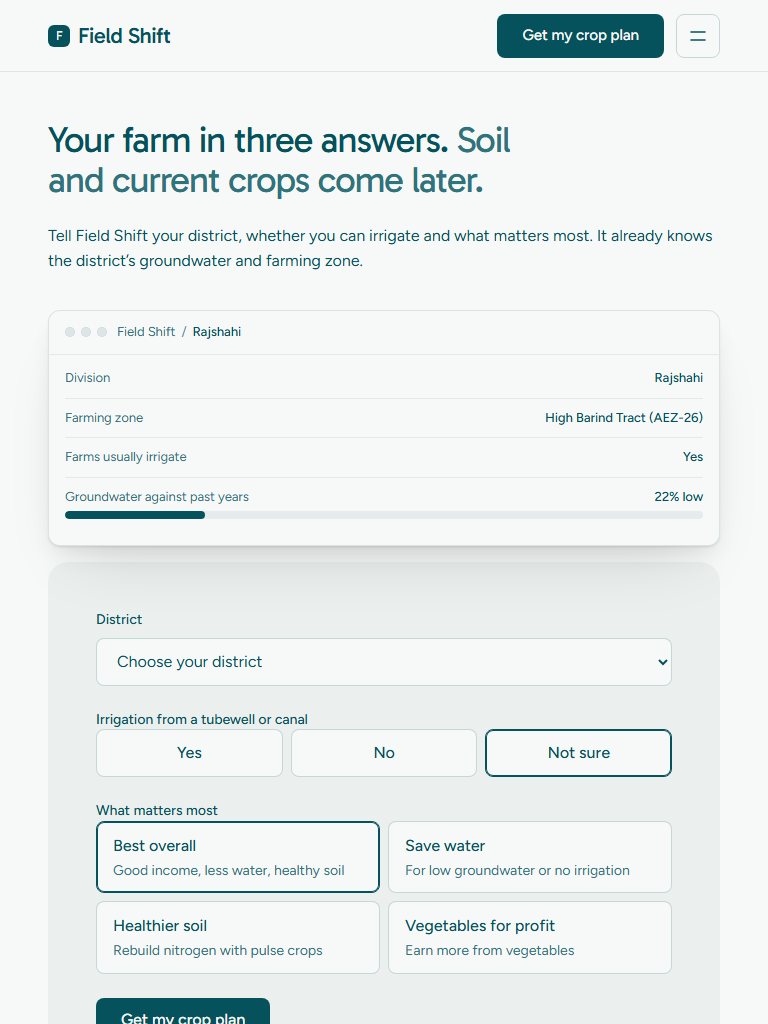 F Field Shift
Get my crop plan
Your farm in three answers. Soil
and current crops come later.
Tell Field Shift your district, whether you can irrigate and what matters most. It already knows
the district’s groundwater and farming zone.
Field Shift / Rajshahi
Division Rajshahi
Farming zone High Barind Tract (AEZ-26)
Farms usually irrigate Yes
Groundwater against past years 22% low
District
Choose your district
Irrigation from a tubewell or canal
Yes No Not sure
What matters most
Best overall
Good income, less water, healthy soil
Save water
For low groundwater or no irrigation
Healthier soil
Rebuild nitrogen with pulse crops
Vegetables for profit
Earn more from vegetables
Get my crop plan